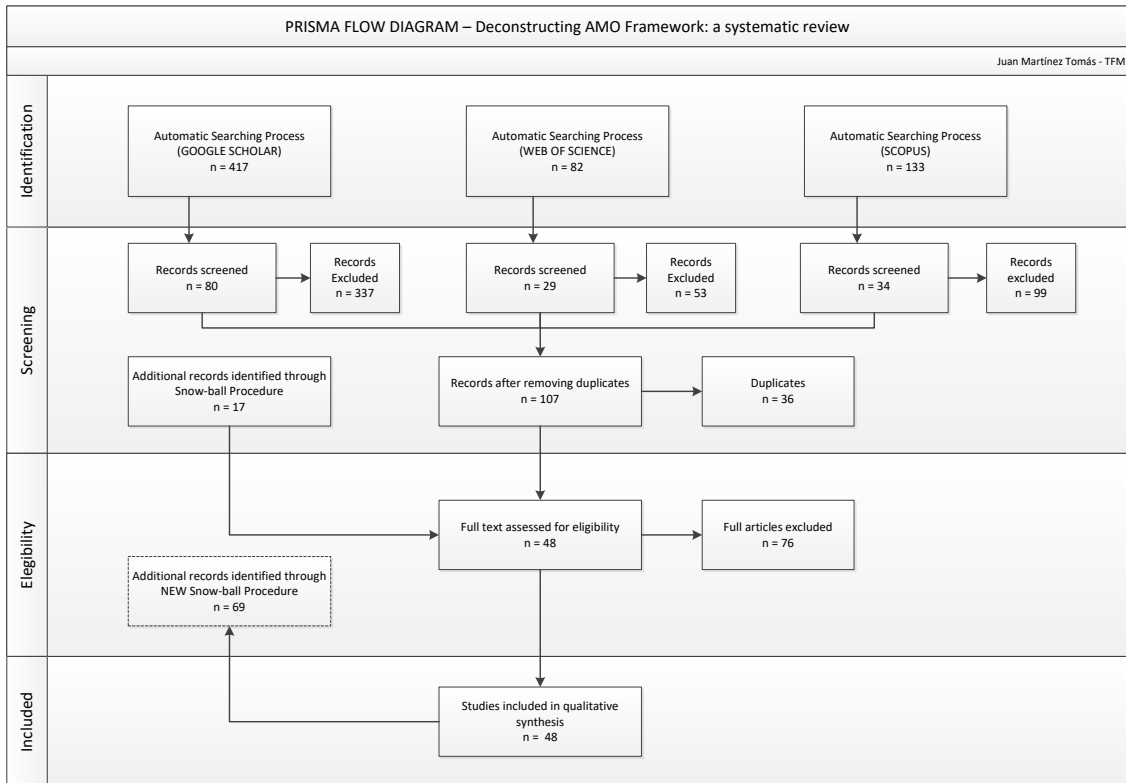 PRISMA FLOW DIAGRAM – Deconstructing AMO Framework: a systematic review
Juan Martínez Tomás - TFM
Identification
Automatic Searching Process
(GOOGLE SCHOLAR)
n = 417
Automatic Searching Process
(WEB OF SCIENCE)
n = 82
Automatic Searching Process
(SCOPUS)
n = 133
Screening
Records screened
n = 80
Records
Excluded
n = 337
Records screened
n = 29
Records
Excluded
n = 53
Records screened
n = 34
Records
excluded
n = 99
Additional records identified through
Snow-ball Procedure
n = 17
Records after removing duplicates
n = 107
Duplicates
n = 36
Elegibility
Full text assessed for eligibility
n = 48
Full articles excluded
n = 76
Additional records identified through
NEW Snow-ball Procedure
n = 69
Included
Studies included in qualitative
synthesis
n = 48